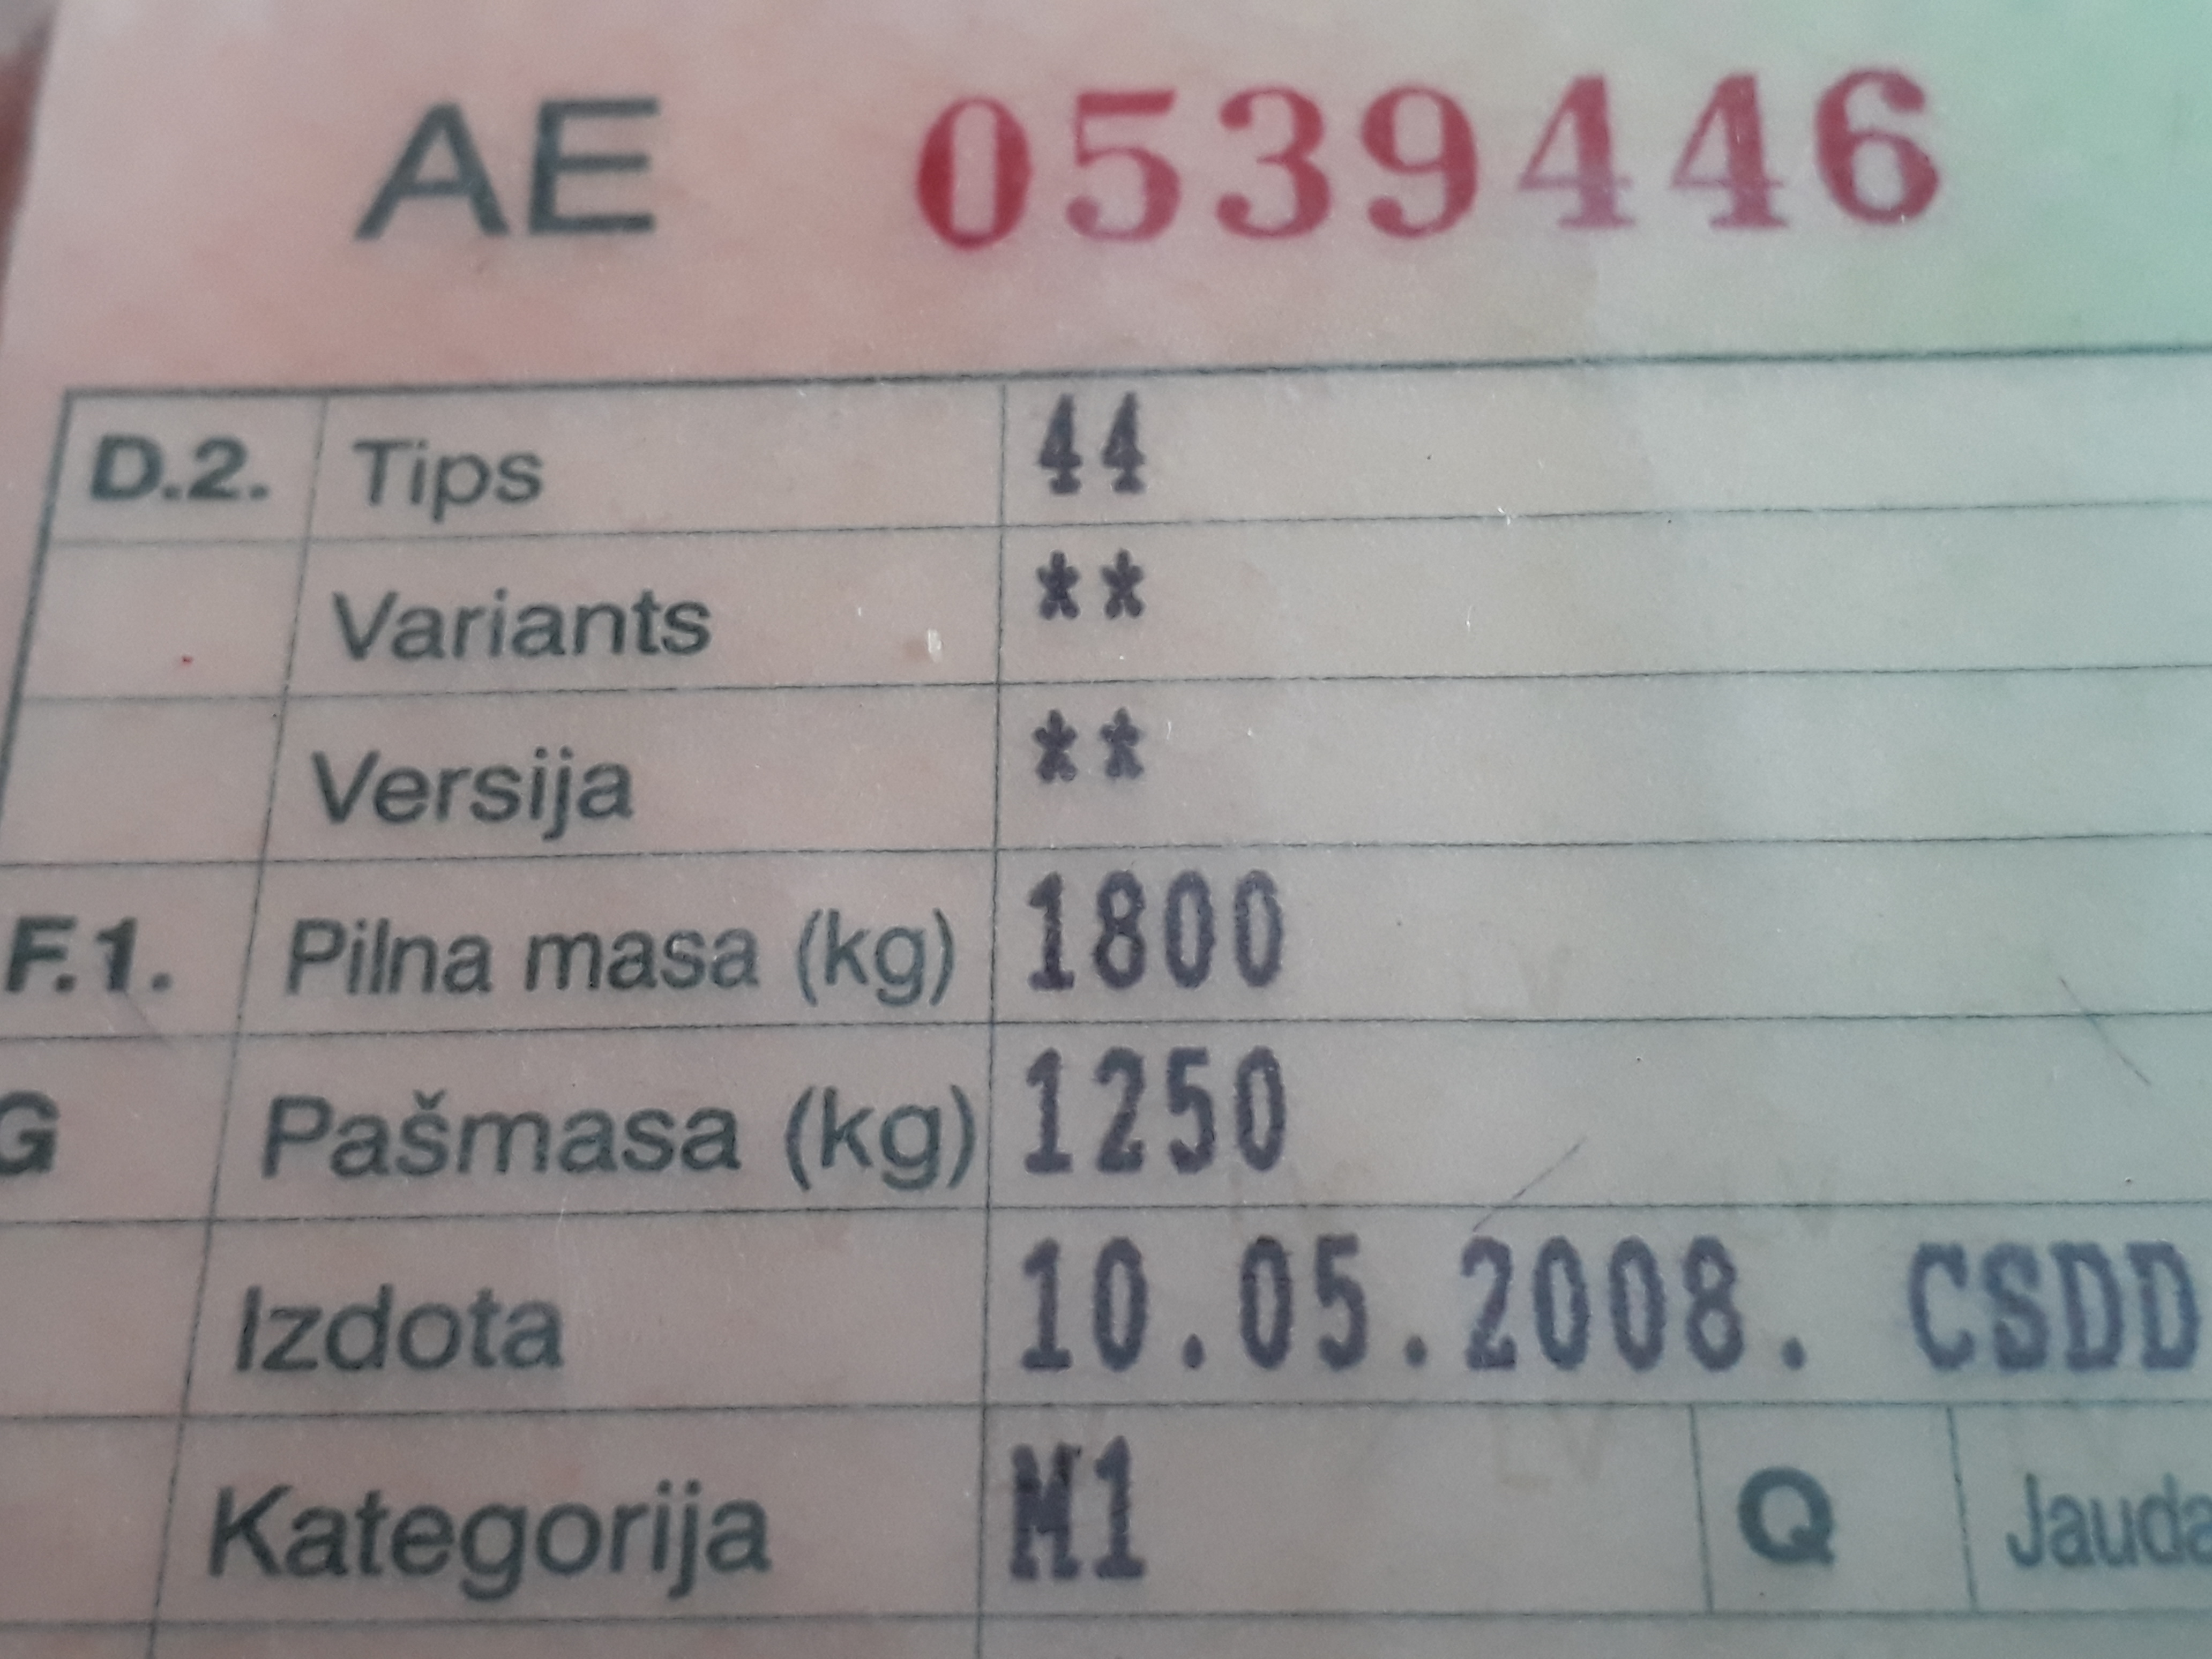 AE 0539446
D.2. Tips 44
Variants **
Versija **
F.1. Pilna masa (kg) 1800
G Pašmasa (kg) 1250
Izdota 10.05.2008. CSDD
Kategorija M1 Q Jauda